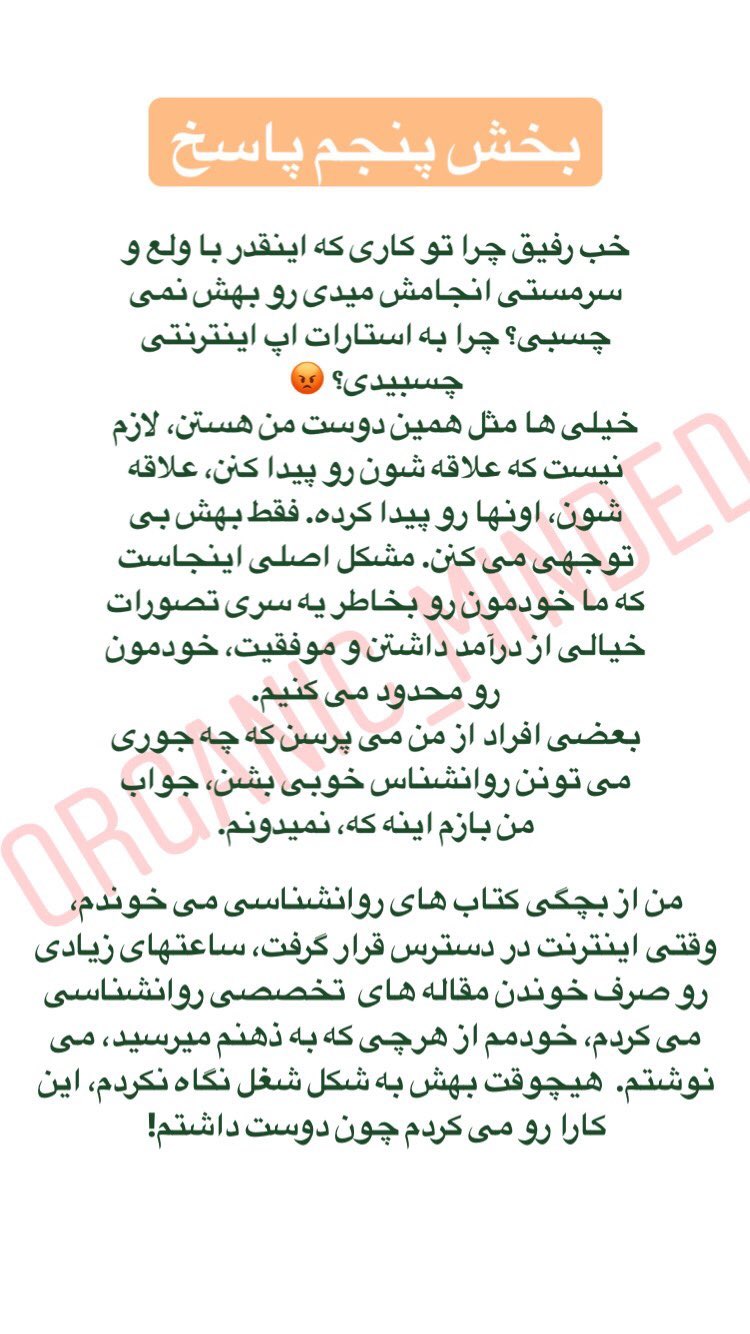 بخش پنجم پاسخ
خب رفیق چرا تو کاری که اینقدر با ولع و
سرمستی انجامش میدی رو بهش نمی
چسبی؟ چرا به استارات اپ اینترنتی
چسبیدی؟ 😡
خیلی ها مثل همین دوست من هستن، لازم
نیست که علاقه شون رو پیدا کنن، علاقه
شون، اونها رو پیدا کرده. فقط بهش بی
توجهی می کنن. مشکل اصلی اینجاست
که ما خودمون رو بخاطر یه سری تصورات
خیالی از درآمد داشتن و موفقیت، خودمون
رو محدود می کنیم.
بعضی افراد از من می پرسن که چه جوری
می تونن روانشناس خوبی بشن، جواب
من بازم اینه که، نمیدونم.
من از بچگی کتاب های روانشناسی می خوندم،
وقتی اینترنت در دسترس قرار گرفت، ساعتهای زیادی
رو صرف خوندن مقاله های تخصصی روانشناسی
می کردم، خودمم از هرچی که به ذهنم میرسید، می
نوشتم. هیچوقت بهش به شکل شغل نگاه نکردم، این
کارا رو می کردم چون دوست داشتم!
ORGANIC_MINDED